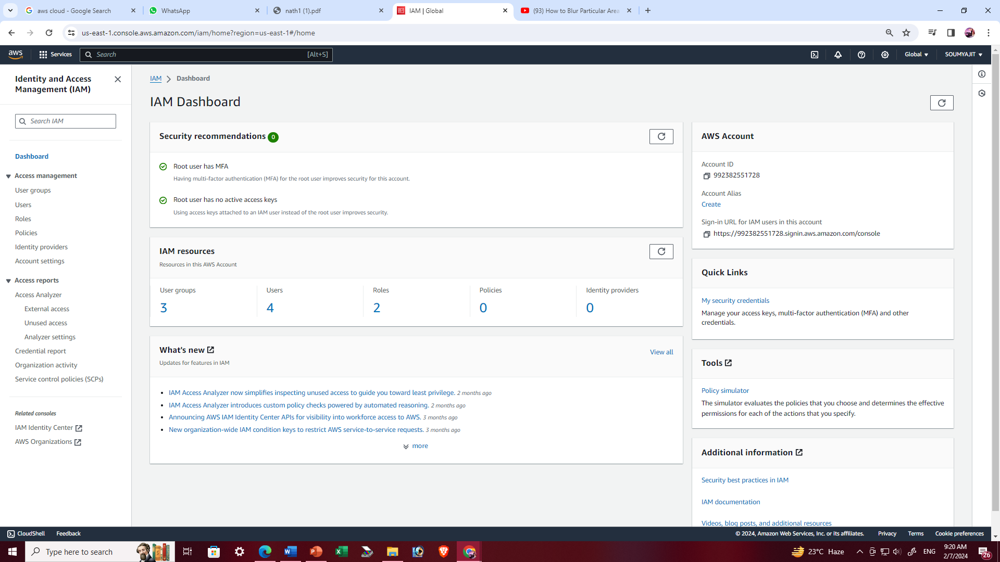 aws cloud - Google Search
WhatsApp
nath1 (1).pdf
IAM | Global
(93) How to Blur Particular Area
us-east-1.console.aws.amazon.com/iam/home?region=us-east-1#/home
aws
Services
Search
[Alt+S]
Global
SOUMYAJIT
Identity and Access
Management (IAM)
Search IAM
Dashboard
Access management
User groups
Users
Roles
Policies
Identity providers
Account settings
Access reports
Access Analyzer
External access
Unused access
Analyzer settings
Credential report
Organization activity
Service control policies (SCPs)
Related consoles
IAM Identity Center
AWS Organizations
IAM
Dashboard
IAM Dashboard
Security recommendations 0
Root user has MFA
Having multi-factor authentication (MFA) for the root user improves security for this account.
Root user has no active access keys
Using access keys attached to an IAM user instead of the root user improves security.
IAM resources
Resources in this AWS Account
User groups
3
Users
4
Roles
2
Policies
0
Identity providers
0
What's new
Updates for features in IAM
View all
IAM Access Analyzer now simplifies inspecting unused access to guide you toward least privilege. 2 months ago
IAM Access Analyzer introduces custom policy checks powered by automated reasoning. 2 months ago
Announcing AWS IAM Identity Center APIs for visibility into workforce access to AWS. 3 months ago
New organization-wide IAM condition keys to restrict AWS service-to-service requests. 3 months ago
more
AWS Account
Account ID
992382551728
Account Alias
Create
Sign-in URL for IAM users in this account
https://992382551728.signin.aws.amazon.com/console
Quick Links
My security credentials
Manage your access keys, multi-factor authentication (MFA) and other
credentials.
Tools
Policy simulator
The simulator evaluates the policies that you choose and determines the effective
permissions for each of the actions that you specify.
Additional information
Security best practices in IAM
IAM documentation
Videos, blog posts, and additional resources
CloudShell
Feedback
© 2024, Amazon Web Services, Inc. or its affiliates.
Privacy
Terms
Cookie preferences
Type here to search
23°C Haze
ENG
9:20 AM
2/7/2024
26